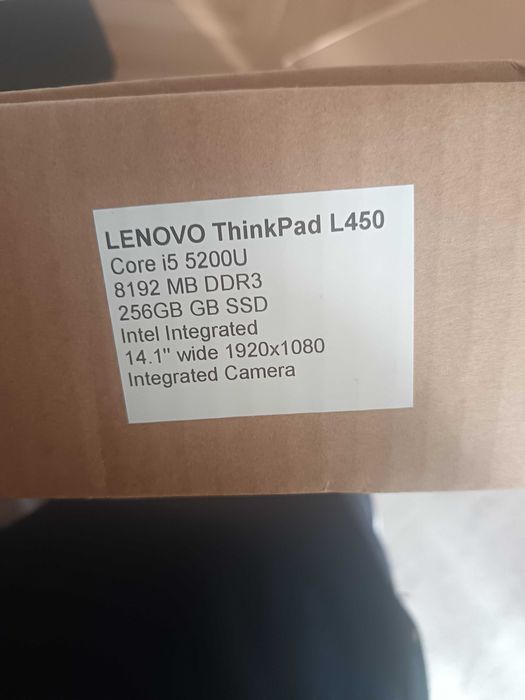 LENOVO ThinkPad L450
Core i5 5200U
8192 MB DDR3
256GB GB SSD
Intel Integrated
14.1" wide 1920x1080
Integrated Camera